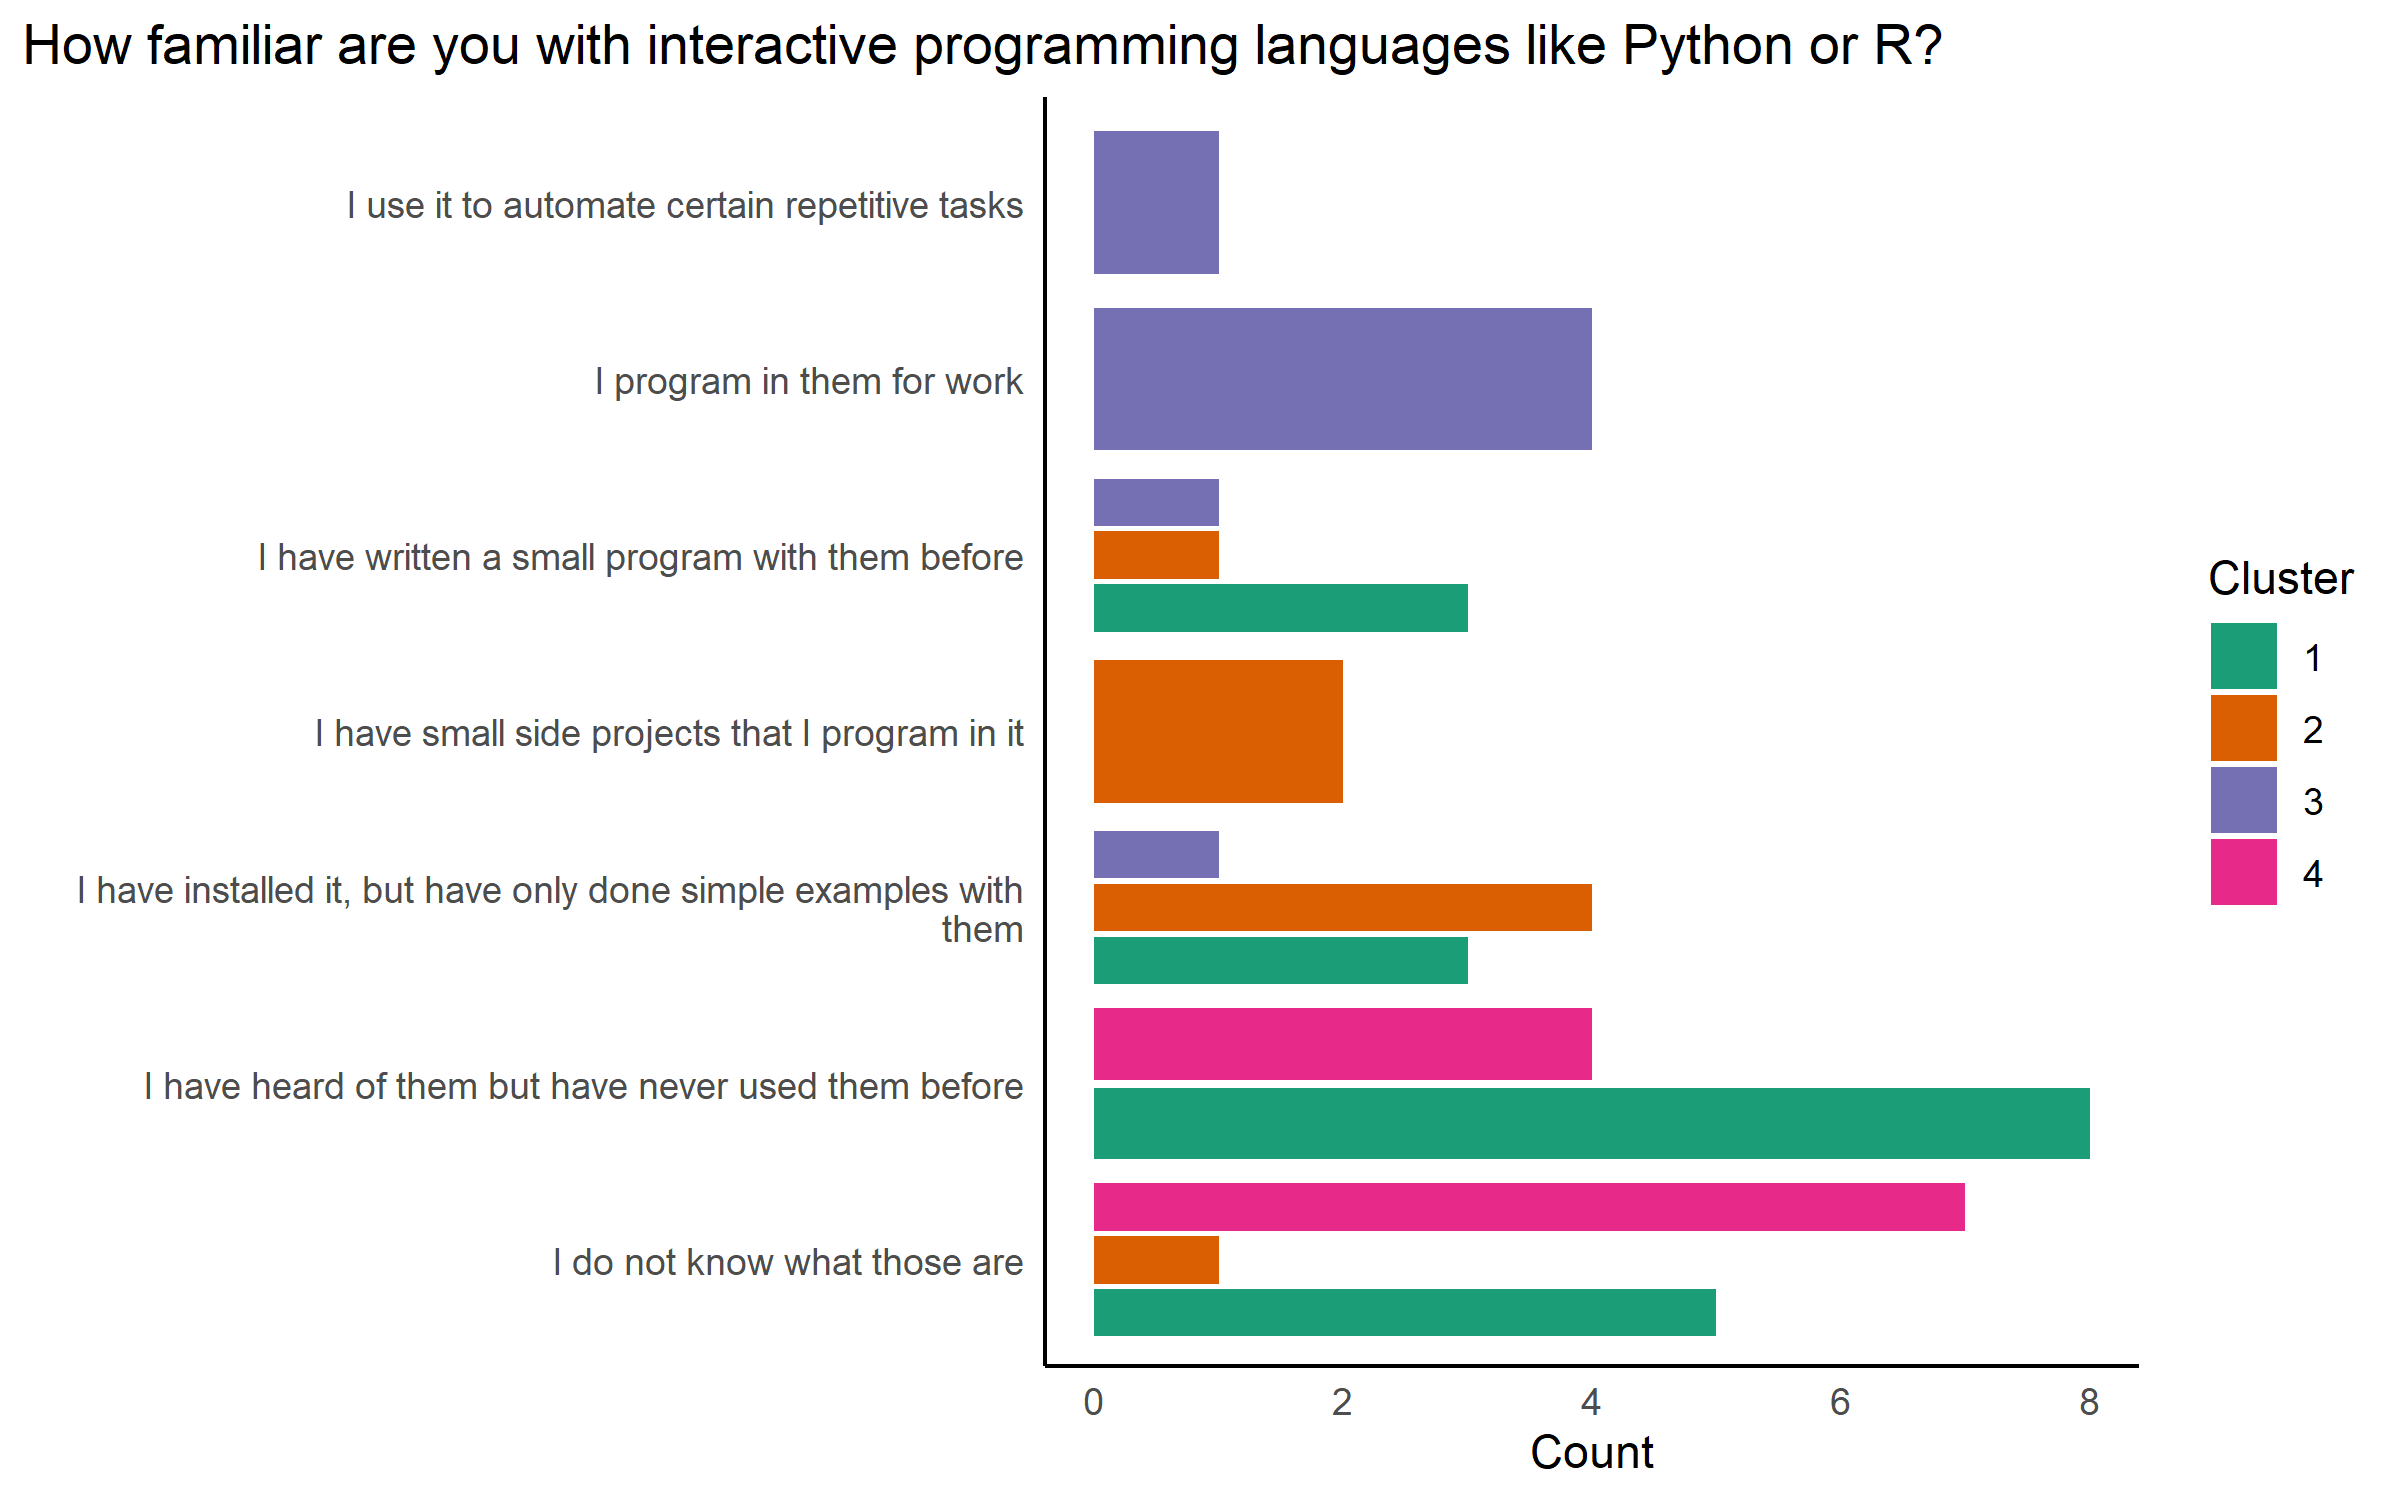 How familiar are you with interactive programming languages like Python or R?
I use it to automate certain repetitive tasks
I program in them for work
I have written a small program with them before
I have small side projects that I program in it
I have installed it, but have only done simple examples with
them
I have heard of them but have never used them before
I do not know what those are
0 2 4 6 8
Count
Cluster
1
2
3
4